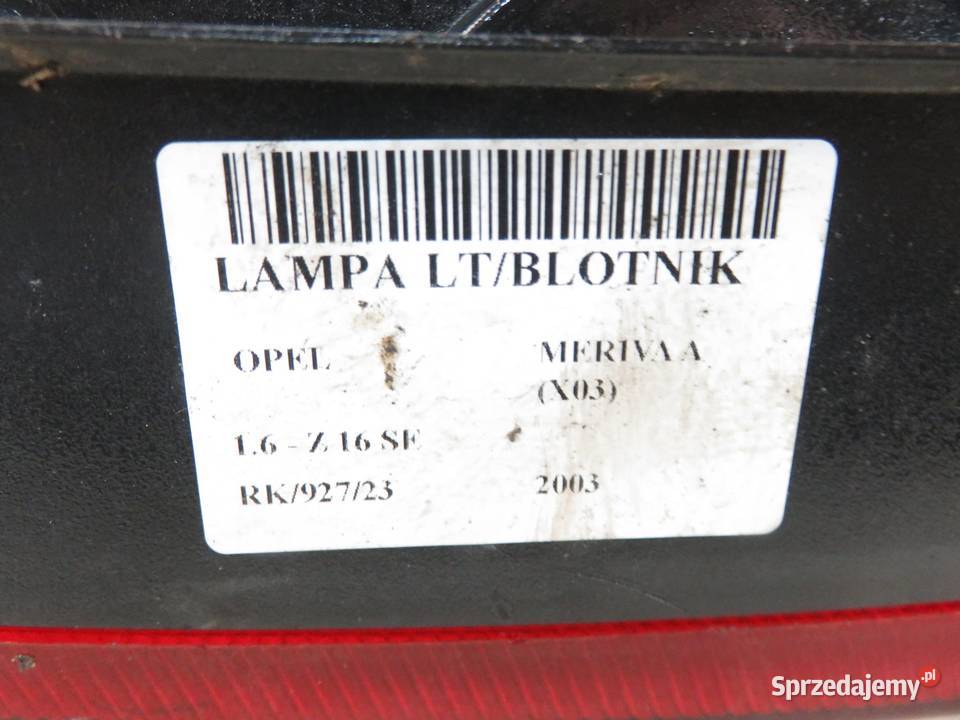 LAMPA LT/BLOTNIK
OPEL MERIVA A
(X03)
1.6 - Z 16 SE
RK/927/23 2003
Sprzedajemy.pl